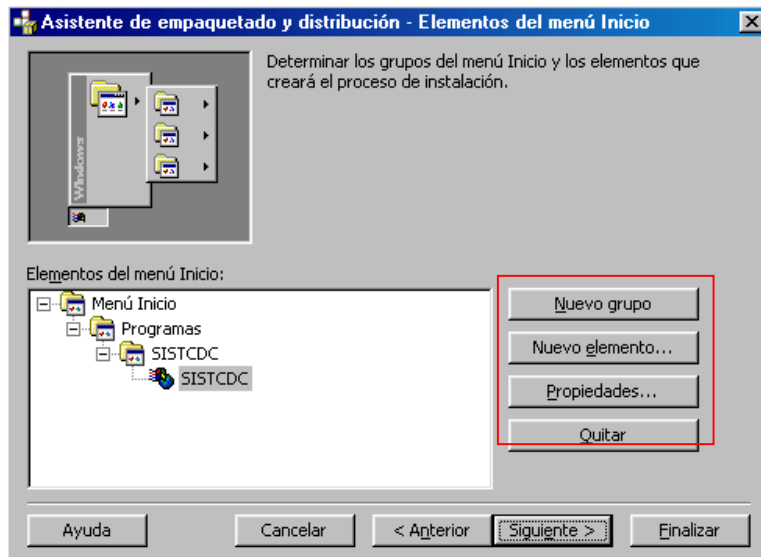 Asistente de empaquetado y distribución - Elementos del menú Inicio
Determinar los grupos del menú Inicio y los elementos que
creará el proceso de instalación.
Windows
Elementos del menú Inicio:
Menú Inicio
Programas
SISTCDC
SISTCDC
Nuevo grupo
Nuevo elemento...
Propiedades...
Quitar
Ayuda
Cancelar
< Anterior
Siguiente >
Finalizar